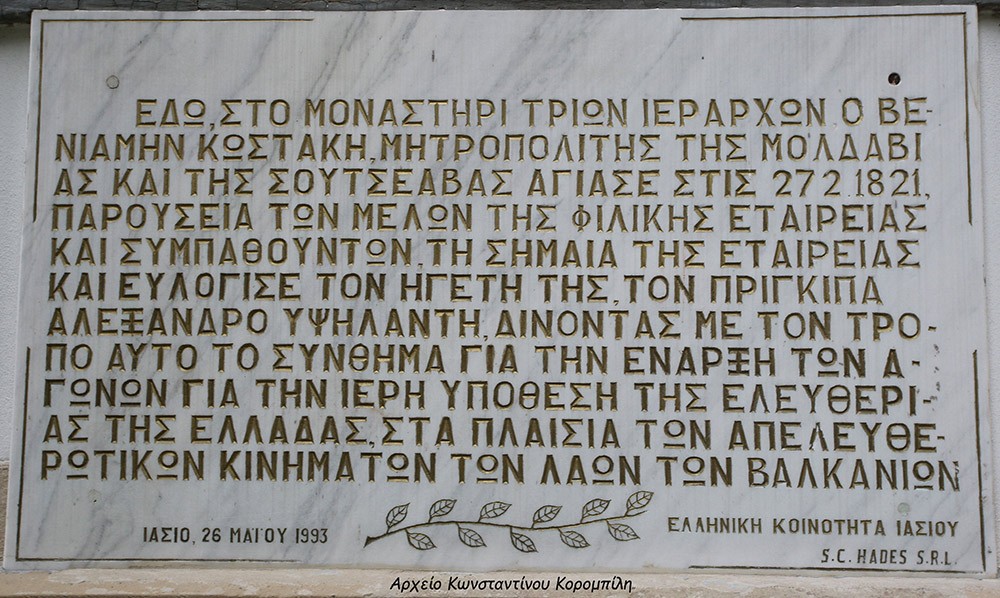 ΕΔΩ, ΣΤΟ ΜΟΝΑΣΤΗΡΙ ΤΡΙΩΝ ΙΕΡΑΡΧΩΝ Ο ΒΕ-
ΝΙΑΜΗΝ ΚΩΣΤΑΚΗ, ΜΗΤΡΟΠΟΛΙΤΗΣ ΤΗΣ ΜΟΛΔΑΒΙ
ΑΣ ΚΑΙ ΤΗΣ ΣΟΥΤΣΕΑΒΑΣ ΑΓΙΑΣΕ ΣΤΙΣ 27.2.1821,
ΠΑΡΟΥΣΕΙΑ ΤΩΝ ΜΕΛΩΝ ΤΗΣ ΦΙΛΙΚΗΣ ΕΤΑΙΡΕΙΑΣ
ΚΑΙ ΣΥΜΠΑΘΟΥΝΤΩΝ, ΤΗ ΣΗΜΑΙΑ ΤΗΣ ΕΤΑΙΡΕΙΑΣ
ΚΑΙ ΕΥΛΟΓΙΣΕ ΤΟΝ ΗΓΕΤΗ ΤΗΣ, ΤΟΝ ΠΡΙΓΚΙΠΑ
ΑΛΕΞΑΝΔΡΟ ΥΨΗΛΑΝΤΗ, ΔΙΝΟΝΤΑΣ ΜΕ ΤΟΝ ΤΡΟ-
ΠΟ ΑΥΤΟ ΤΟ ΣΥΝΘΗΜΑ ΓΙΑ ΤΗΝ ΕΝΑΡΞΗ ΤΩΝ Α-
ΓΩΝΩΝ ΓΙΑ ΤΗΝ ΙΕΡΗ ΥΠΟΘΕΣΗ ΤΗΣ ΕΛΕΥΘΕΡΙ-
ΑΣ ΤΗΣ ΕΛΛΑΔΑΣ, ΣΤΑ ΠΛΑΙΣΙΑ ΤΩΝ ΑΠΕΛΕΥΘΕ-
ΡΩΤΙΚΩΝ ΚΙΝΗΜΑΤΩΝ ΤΩΝ ΛΑΩΝ ΤΩΝ ΒΑΛΚΑΝΙΩΝ
ΙΑΣΙΟ, 26 ΜΑΪΟΥ 1993
ΕΛΛΗΝΙΚΗ ΚΟΙΝΟΤΗΤΑ ΙΑΣΙΟΥ
S.C. HADES S.R.L.
Αρχείο Κωνσταντίνου Κορομπίλη